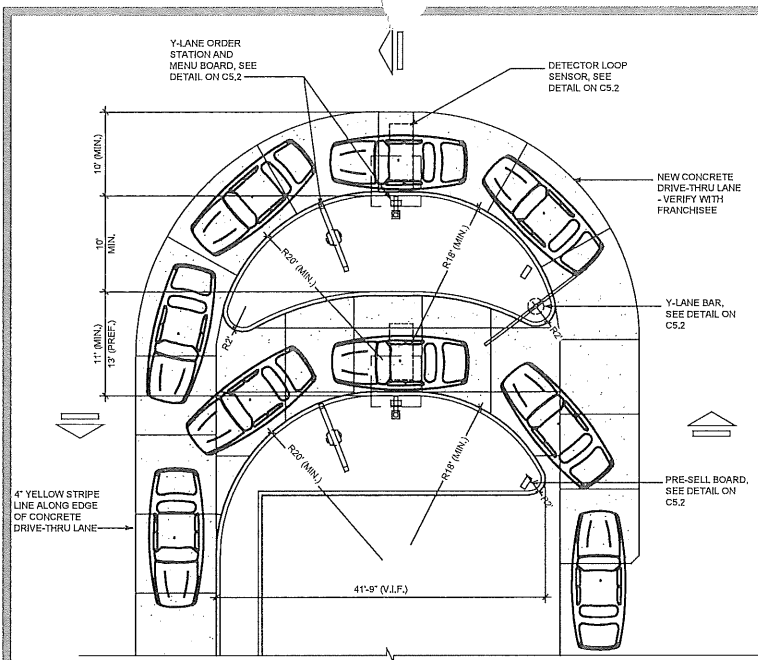 Y-LANE ORDER
STATION AND
MENU BOARD, SEE
DETAIL ON C5.2
DETECTOR LOOP
SENSOR, SEE
DETAIL ON C5.2
10' (MIN.)
NEW CONCRETE
DRIVE-THRU LANE
- VERIFY WITH
FRANCHISEE
10'
MIN.
R20' (MIN.)
R18' (MIN.)
Y-LANE BAR,
SEE DETAIL ON
C5.2
R2'
R2'
11' (MIN.)
13' (PREF.)
R20' (MIN.)
R18' (MIN.)
PRE-SELL BOARD,
SEE DETAIL ON
C5.2
R2'
4" YELLOW STRIPE
LINE ALONG EDGE
OF CONCRETE
DRIVE-THRU LANE
41'-9" (V.I.F.)